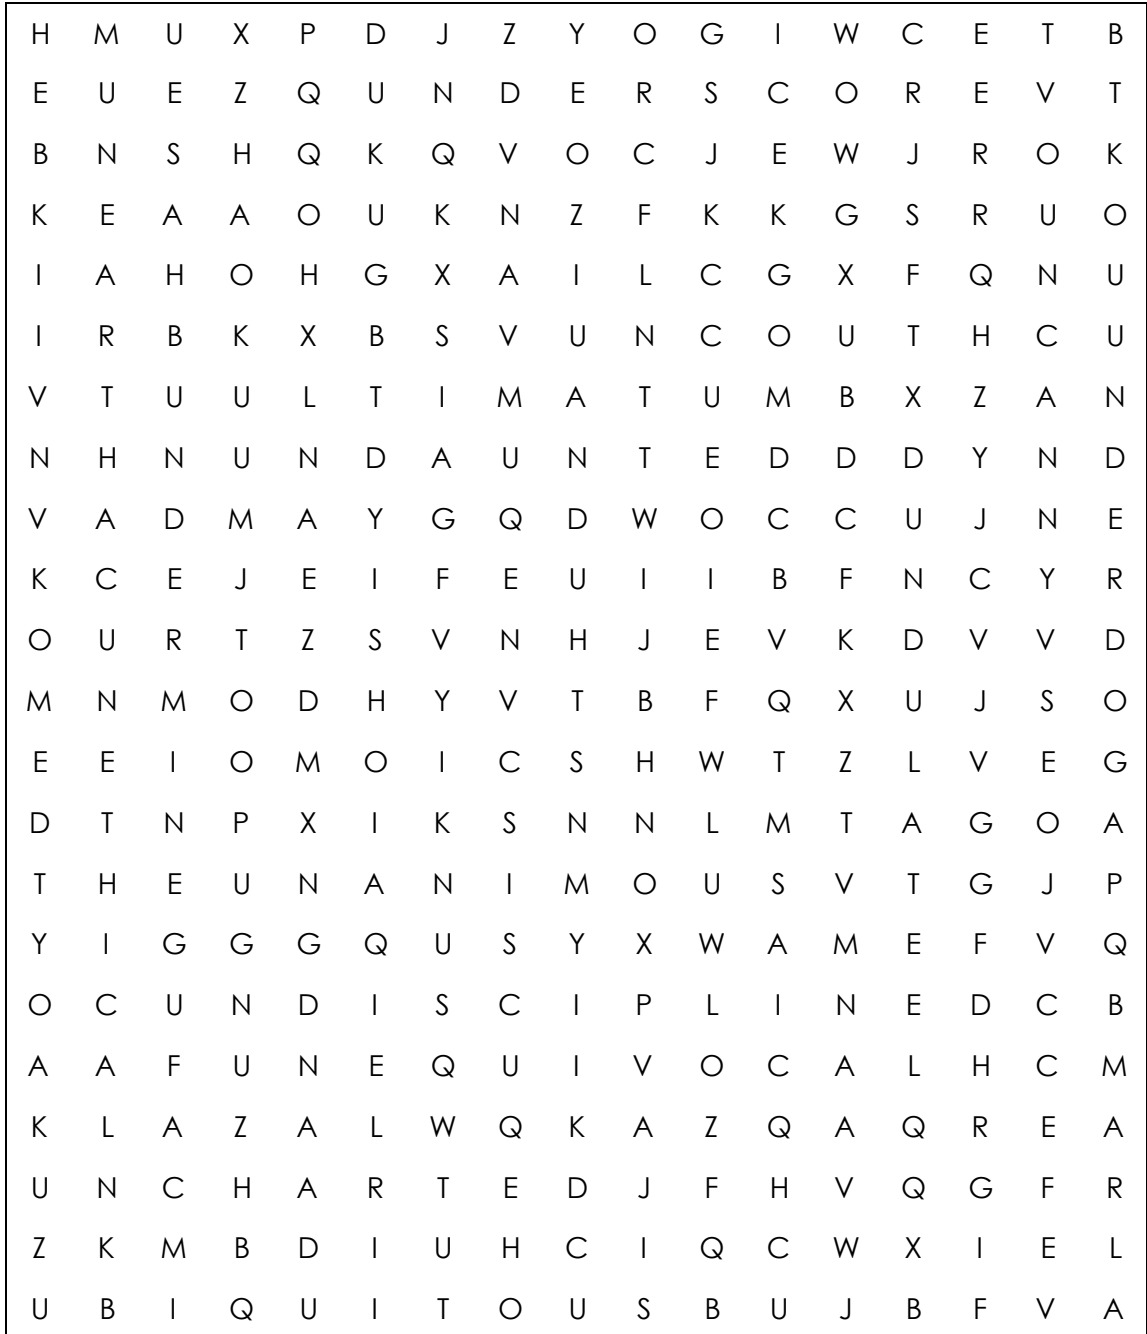 H M U X P D J Z Y O G I W C E T B
E U E Z Q U N D E R S C O R E V T
B N S H Q K Q V O C J E W J R O K
K E A A O U K N Z F K K G S R U O
I A H O H G X A I L C G X F Q N U
I R B K X B S V U N C O U T H C U
V T U U L T I M A T U M B X Z A N
N H N U N D A U N T E D D D Y N D
V A D M A Y G Q D W O C C U J N E
K C E J E I F E U I I B F N C Y R
O U R T Z S V N H J E V K D V V D
M N M O D H Y V T B F Q X U J S O
E E I O M O I C S H W T Z L V E G
D T N P X I K S N N L M T A G O A
T H E U N A N I M O U S V T G J P
Y I G G G Q U S Y X W A M E F V Q
O C U N D I S C I P L I N E D C B
A A F U N E Q U I V O C A L H C M
K L A Z A L W Q K A Z Q A Q R E A
U N C H A R T E D J F H V Q G F R
Z K M B D I U H C I Q C W X I E L
U B I Q U I T O U S B U J B F V A